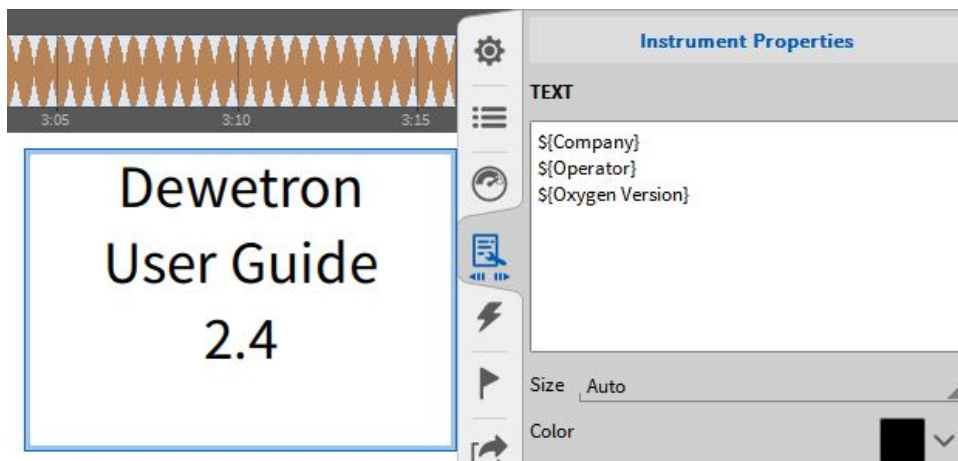 3:05 3:10 3:15
Dewetron
User Guide
2.4
Instrument Properties
TEXT
${Company}
${Operator}
${Oxygen Version}
Size Auto
Color